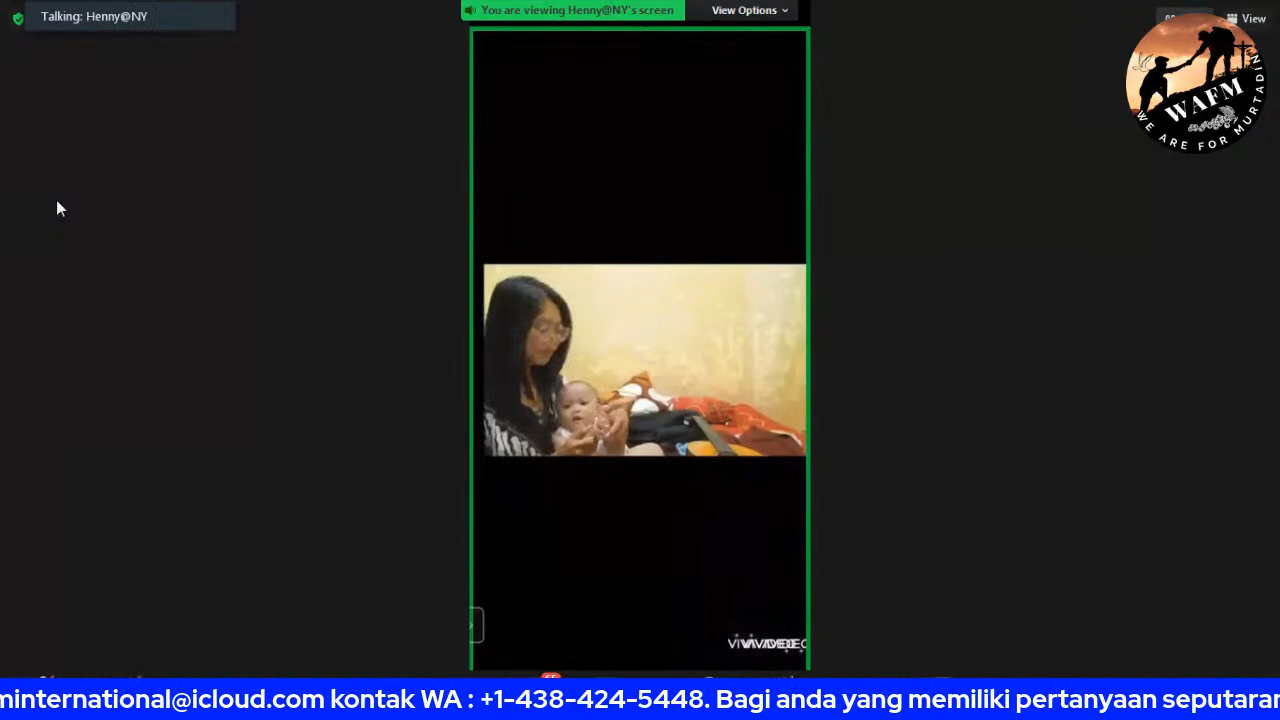 Talking: Henny@NY
You are viewing Henny@NY's screen
View Options
View
WAFM
WE ARE FOR MURTADIN
minternational@icloud.com kontak WA : +1-438-424-5448. Bagi anda yang memiliki pertanyaan seputaran